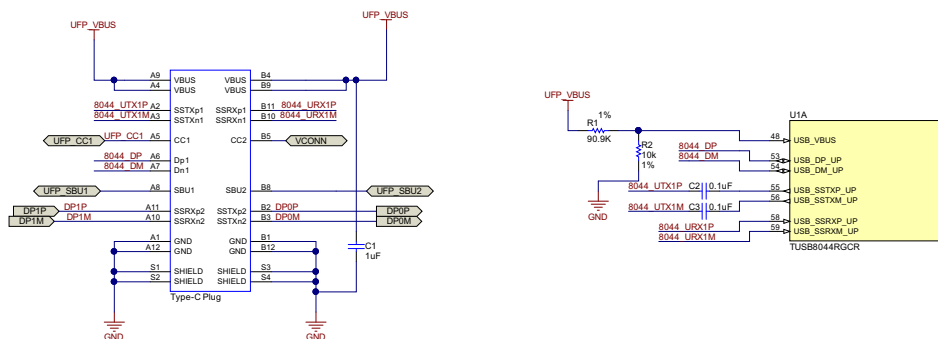 UFP_VBUS
UFP_VBUS
A9 VBUS VBUS B4
A4 VBUS VBUS B9
8044_UTX1P A2 SSTXp1 SSRXp1 B11 8044_URX1P
8044_UTX1M A3 SSTXn1 SSRXn1 B10 8044_URX1M
UFP_CC1 UFP_CC1 A5 CC1 CC2 B5 VCONN
8044_DP A6 Dp1
8044_DM A7 Dn1
UFP_SBU1 A8 SBU1 SBU2 B8 UFP_SBU2
DP1P DP1P A11 SSRXp2 SSTXp2 B2 DP0P DP0P
DP1M DP1M A10 SSRXn2 SSTXn2 B3 DP0M DP0M
A1 GND GND B1
A12 GND GND B12
C1
1uF
S1 SHIELD SHIELD S3
S2 SHIELD SHIELD S4
Type-C Plug
GND
GND
UFP_VBUS
1%
R1
90.9K
R2
10k
1%
GND
U1A
48 USB_VBUS
8044_DP 53 USB_DP_UP
8044_DM 54 USB_DM_UP
8044_UTX1P C2 0.1uF 55 USB_SSTXP_UP
8044_UTX1M C3 0.1uF 56 USB_SSTXM_UP
8044_URX1P 58 USB_SSRXP_UP
8044_URX1M 59 USB_SSRXM_UP
TUSB8044RGCR